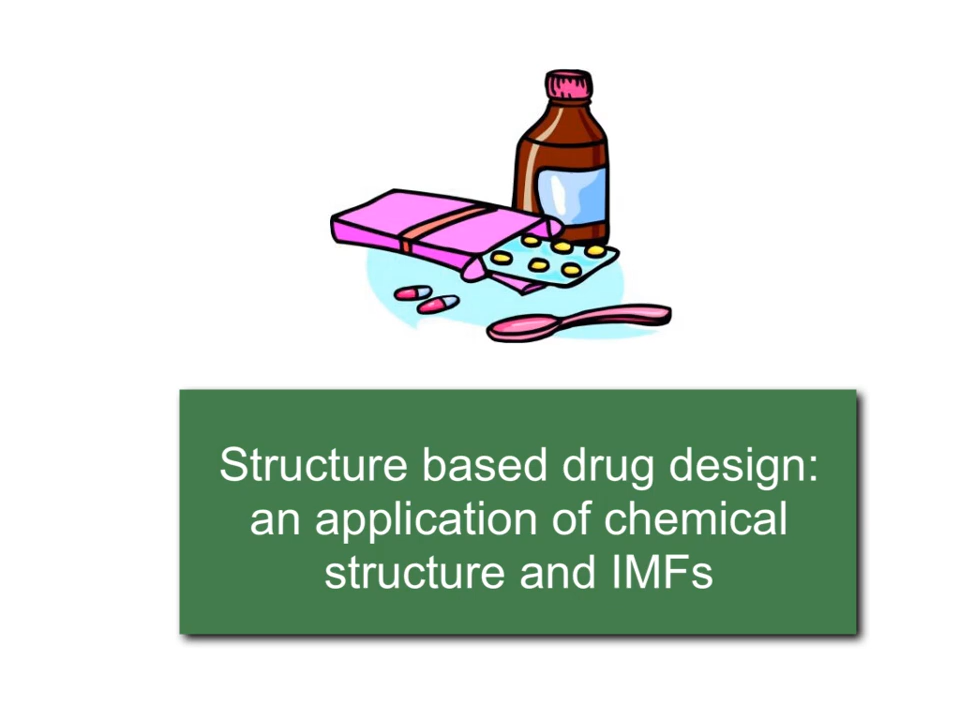 Structure based drug design:
an application of chemical
structure and IMFs